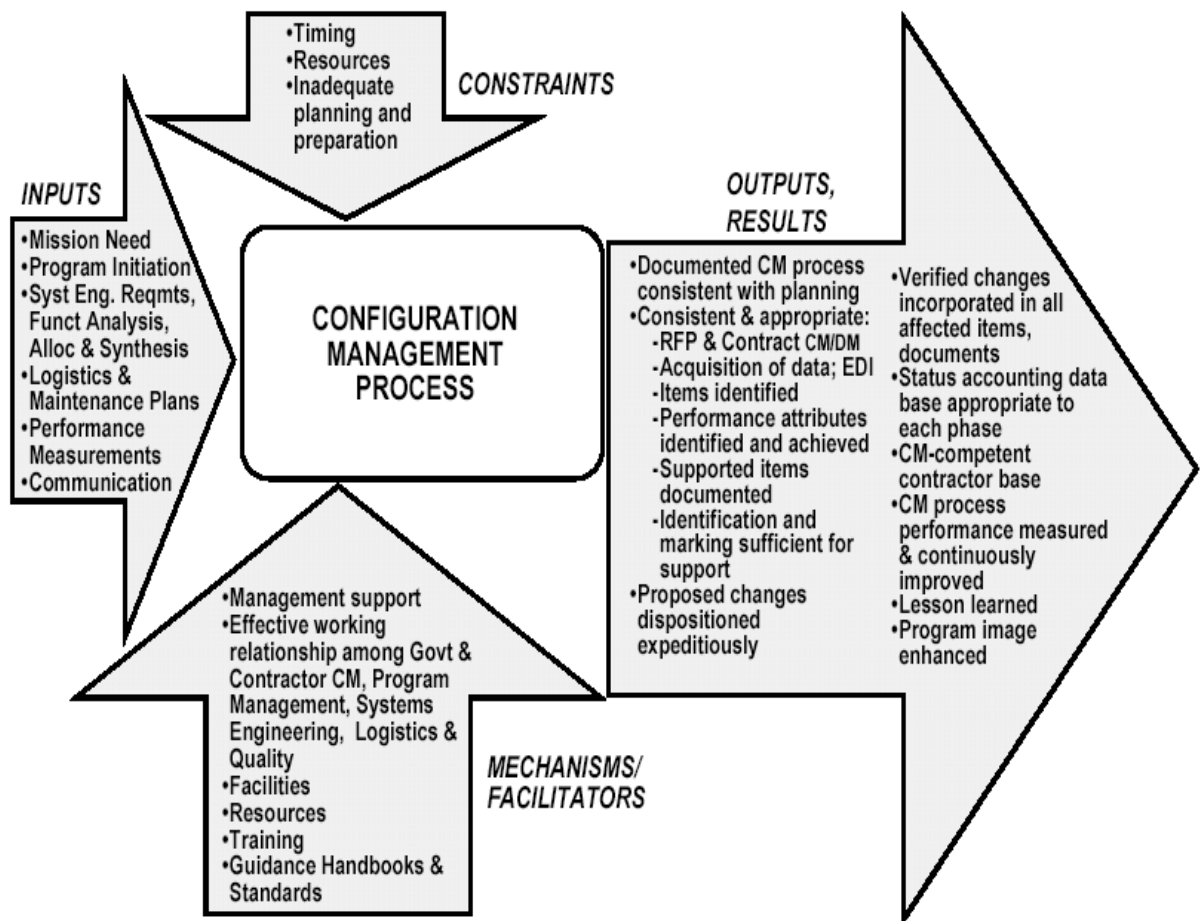 •Timing
•Resources
•Inadequate
planning and
preparation
CONSTRAINTS
INPUTS
•Mission Need
•Program Initiation
•Syst Eng. Reqmts,
Funct Analysis,
Alloc & Synthesis
•Logistics &
Maintenance Plans
•Performance
Measurements
•Communication
CONFIGURATION
MANAGEMENT
PROCESS
OUTPUTS,
RESULTS
•Documented CM process
consistent with planning
•Consistent & appropriate:
-RFP & Contract CM/DM
-Acquisition of data; EDI
-Items identified
-Performance attributes
identified and achieved
-Supported items
documented
-Identification and
marking sufficient for
support
•Proposed changes
dispositioned
expeditiously
•Verified changes
incorporated in all
affected items,
documents
•Status accounting data
base appropriate to
each phase
•CM-competent
contractor base
•CM process
performance measured
& continuously
improved
•Lesson learned
•Program image
enhanced
•Management support
•Effective working
relationship among Govt &
Contractor CM, Program
Management, Systems
Engineering, Logistics &
Quality
•Facilities
•Resources
•Training
•Guidance Handbooks &
Standards
MECHANISMS/
FACILITATORS